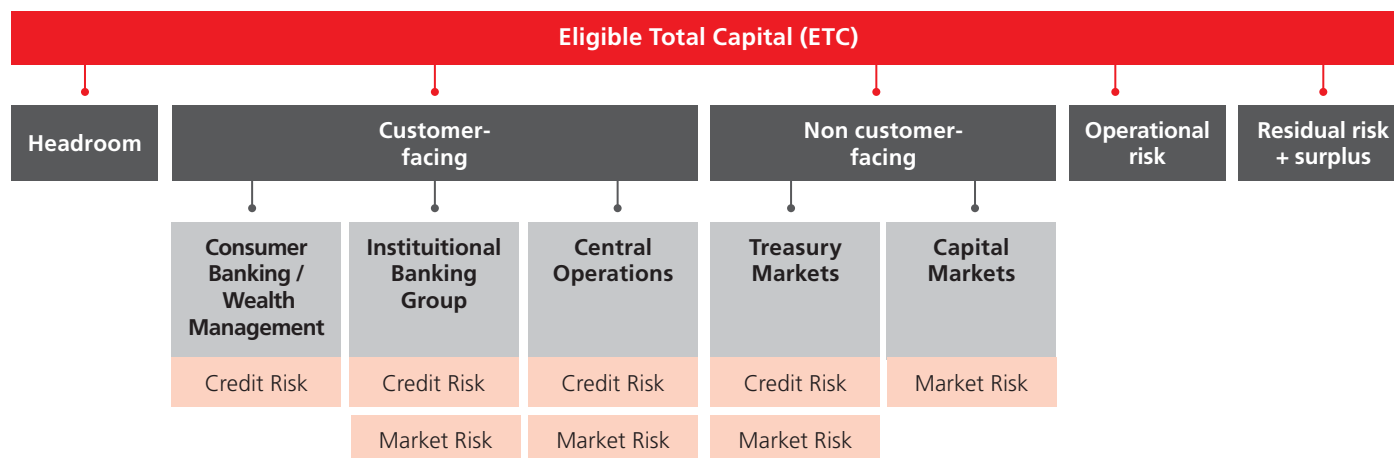 Eligible Total Capital (ETC)
Headroom
Customer-
facing
Non customer-
facing
Operational
risk
Residual risk
+ surplus
Consumer
Banking /
Wealth
Management
Instituitional
Banking
Group
Central
Operations
Treasury
Markets
Capital
Markets
Credit Risk
Credit Risk
Credit Risk
Credit Risk
Market Risk
Market Risk
Market Risk
Market Risk